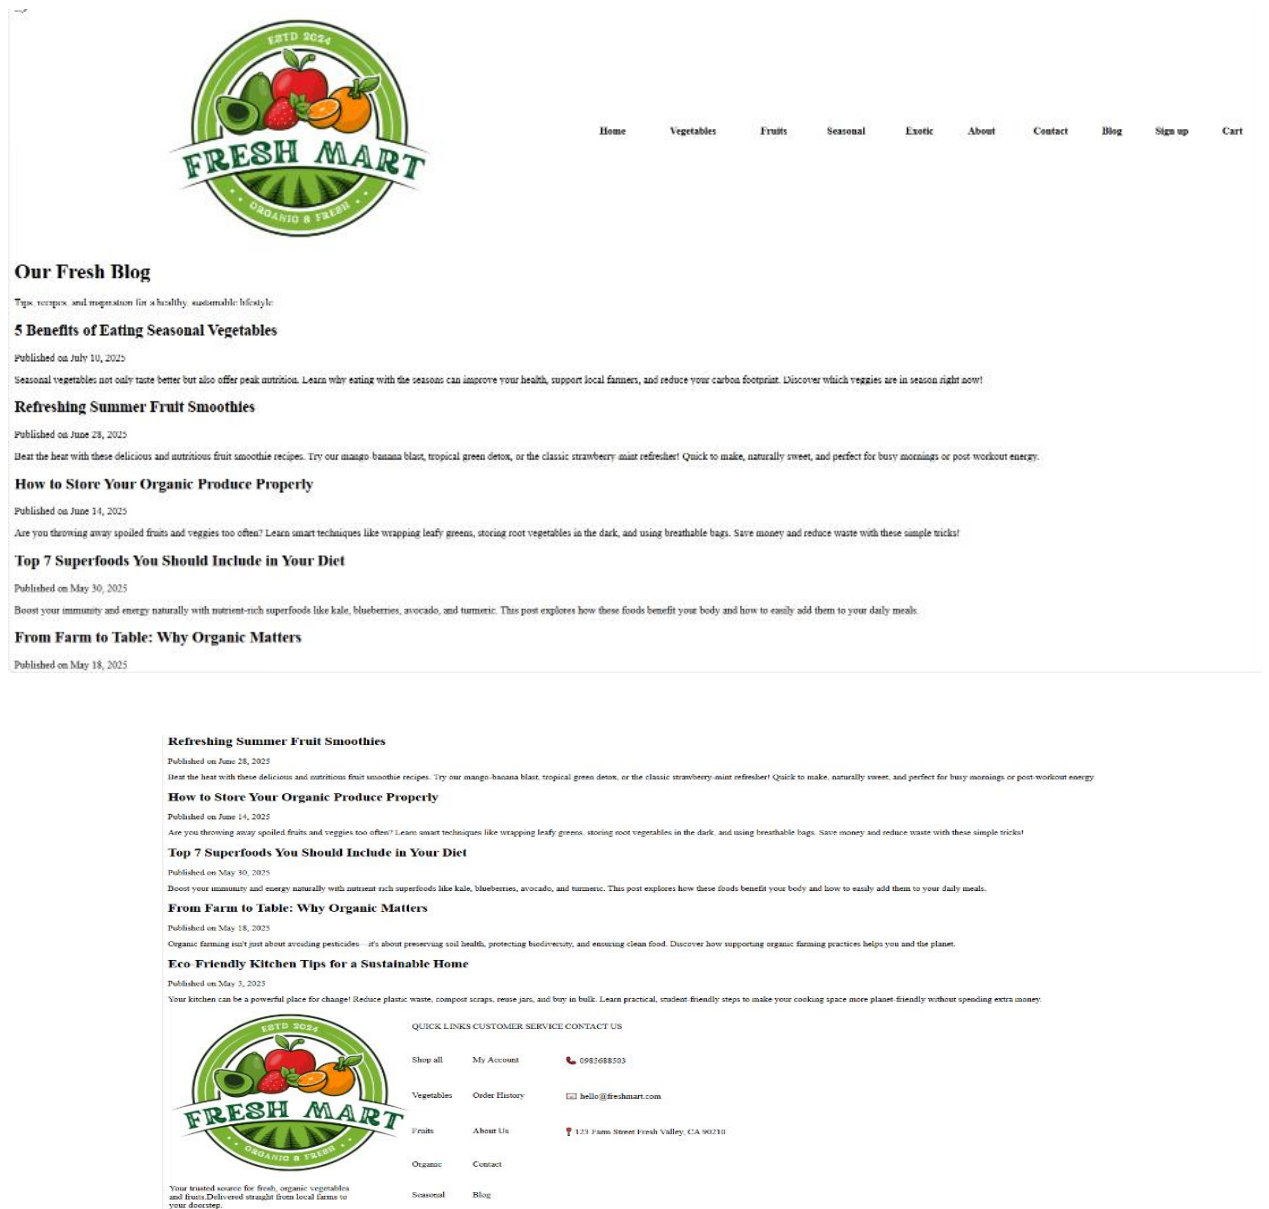 ESTD 2024
FRESH MART
ORGANIC & FRESH
Home Vegetables Fruits Seasonal Exotic About Contact Blog Sign up Cart
Our Fresh Blog
Tips, recipes, and inspiration for a healthy, sustainable lifestyle
5 Benefits of Eating Seasonal Vegetables
Published on July 10, 2025
Seasonal vegetables not only taste better but also offer peak nutrition. Learn why eating with the seasons can improve your health, support local farmers, and reduce your carbon footprint. Discover which veggies are in season right now!
Refreshing Summer Fruit Smoothies
Published on June 28, 2025
Beat the heat with these delicious and nutritious fruit smoothie recipes. Try our mango-banana blast, tropical green detox, or the classic strawberry-mint refresher! Quick to make, naturally sweet, and perfect for busy mornings or post-workout energy.
How to Store Your Organic Produce Properly
Published on June 14, 2025
Are you throwing away spoiled fruits and veggies too often? Learn smart techniques like wrapping leafy greens, storing root vegetables in the dark, and using breathable bags. Save money and reduce waste with these simple tricks!
Top 7 Superfoods You Should Include in Your Diet
Published on May 30, 2025
Boost your immunity and energy naturally with nutrient-rich superfoods like kale, blueberries, avocado, and turmeric. This post explores how these foods benefit your body and how to easily add them to your daily meals.
From Farm to Table: Why Organic Matters
Published on May 18, 2025
Refreshing Summer Fruit Smoothies
Published on June 28, 2025
Beat the heat with these delicious and nutritious fruit smoothie recipes. Try our mango-banana blast, tropical green detox, or the classic strawberry-mint refresher! Quick to make, naturally sweet, and perfect for busy mornings or post-workout energy.
How to Store Your Organic Produce Properly
Published on June 14, 2025
Are you throwing away spoiled fruits and veggies too often? Learn smart techniques like wrapping leafy greens, storing root vegetables in the dark, and using breathable bags. Save money and reduce waste with these simple tricks!
Top 7 Superfoods You Should Include in Your Diet
Published on May 30, 2025
Boost your immunity and energy naturally with nutrient-rich superfoods like kale, blueberries, avocado, and turmeric. This post explores how these foods benefit your body and how to easily add them to your daily meals.
From Farm to Table: Why Organic Matters
Published on May 18, 2025
Organic farming isn't just about avoiding pesticides—it's about preserving soil health, protecting biodiversity, and ensuring clean food. Discover how supporting organic farming practices helps you and the planet.
Eco-Friendly Kitchen Tips for a Sustainable Home
Published on May 3, 2025
Your kitchen can be a powerful place for change! Reduce plastic waste, compost scraps, reuse jars, and buy in bulk. Learn practical, student-friendly steps to make your cooking space more planet-friendly without spending extra money.
ESTD 2024
FRESH MART
ORGANIC & FRESH
QUICK LINKS CUSTOMER SERVICE CONTACT US
Shop all My Account 0985688503
Vegetables Order History hello@freshmart.com
Fruits About Us 123 Farm Street Fresh Valley, CA 90210
Organic Contact
Seasonal Blog
Your trusted source for fresh, organic vegetables
and fruits.Delivered straight from local farms to
your doorstep.